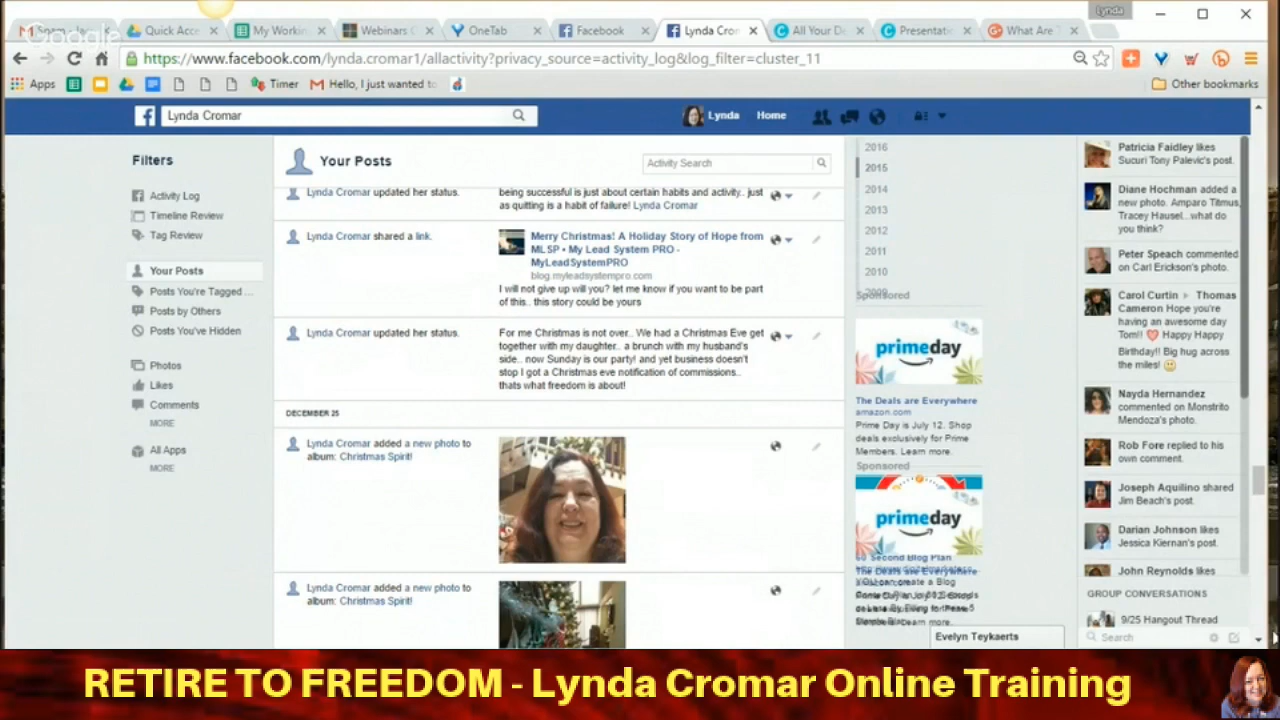 Lynda
Quick Acce
My Workin
Webinars
OneTab
Facebook
Lynda Cror
All Your D
Presentatic
What Are
Google
https://www.facebook.com/lynda.cromar1/allactivity?privacy_source=activity_log&log_filter=cluster_11
Apps
Timer
Hello, I just wanted to
Other bookmarks
Lynda Cromar
Lynda
Home
Filters
Activity Log
Timeline Review
Tag Review
Your Posts
Posts You're Tagged ...
Posts by Others
Posts You've Hidden
Photos
Likes
Comments
MORE
All Apps
MORE
Your Posts
Activity Search
Lynda Cromar updated her status.
being successful is just about certain habits and activity.. just
as quitting is a habit of failure! Lynda Cromar
Lynda Cromar shared a link.
Merry Christmas! A Holiday Story of Hope from
MLSP • My Lead System PRO -
MyLeadSystemPRO
blog.myleadsystempro.com
I will not give up will you? let me know if you want to be part
of this.. this story could be yours
Lynda Cromar updated her status.
For me Christmas is not over.. We had a Christmas Eve get
together with my daughter.. a brunch with my husband's
side.. now Sunday is our party! and yet business doesn't
stop I got a Christmas eve notification of commissions..
thats what freedom is about!
DECEMBER 25
Lynda Cromar added a new photo to
album: Christmas Spirit!
Lynda Cromar added a new photo to
album: Christmas Spirit!
2016
2015
2014
2013
2012
2011
2010
2009
Sponsored
primeday
The Deals are Everywhere
amazon.com
Prime Day is July 12. Shop
deals exclusively for Prime
Members. Learn more.
Sponsored
primeday
60 Second Blog Plan
The Deals are Everywhere
Evelyn Teykaerts
Patricia Faidley likes
Sucuri Tony Palevic's post.
Diane Hochman added a
new photo. Amparo Titmus,
Tracey Hausel...what do
you think?
Peter Speach commented
on Carl Erickson's photo.
Carol Curtin ▸ Thomas
Cameron Hope you're
having an awesome day
Tom!! ❤ Happy Happy
Birthday!! Big hug across
the miles! 🙂
Nayda Hernandez
commented on Monstrito
Mendoza's photo.
Rob Fore replied to his
own comment.
Joseph Aquilino shared
Jim Beach's post.
Darian Johnson likes
Jessica Kiernan's post.
John Reynolds likes
GROUP CONVERSATIONS
9/25 Hangout Thread
Search
RETIRE TO FREEDOM - Lynda Cromar Online Training